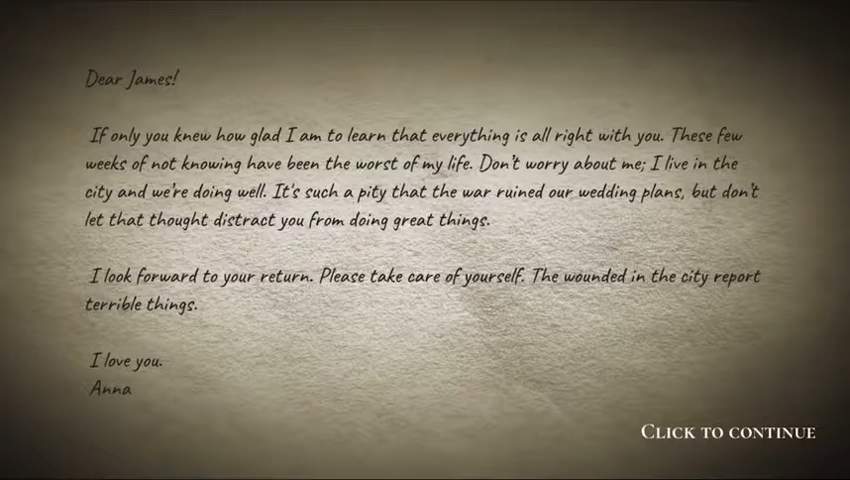 Dear James!
If only you knew how glad I am to learn that everything is all right with you. These few
weeks of not knowing have been the worst of my life. Don't worry about me; I live in the
city and we're doing well. It's such a pity that the war ruined our wedding plans, but don't
let that thought distract you from doing great things.
I look forward to your return. Please take care of yourself. The wounded in the city report
terrible things.
I love you.
Anna
Click to continue